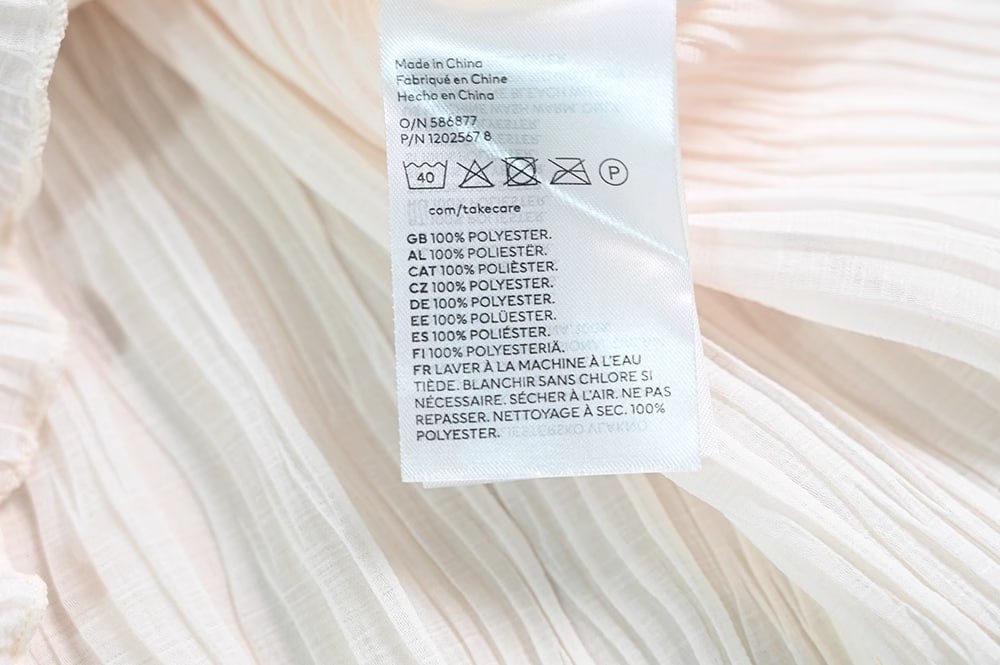 Made in China
Fabriqué en Chine
Hecho en China
O/N 586877
P/N 1202567 8
40 P
com/takecare
GB 100% POLYESTER.
AL 100% POLIESTËR.
CAT 100% POLIÈSTER.
CZ 100% POLYESTER.
DE 100% POLYESTER.
EE 100% POLÜESTER.
ES 100% POLIÉSTER.
FI 100% POLYESTERIÄ.
FR LAVER À LA MACHINE À L'EAU
TIÈDE. BLANCHIR SANS CHLORE SI
NÉCESSAIRE. SÉCHER À L'AIR. NE PAS
REPASSER. NETTOYAGE À SEC. 100%
POLYESTER.